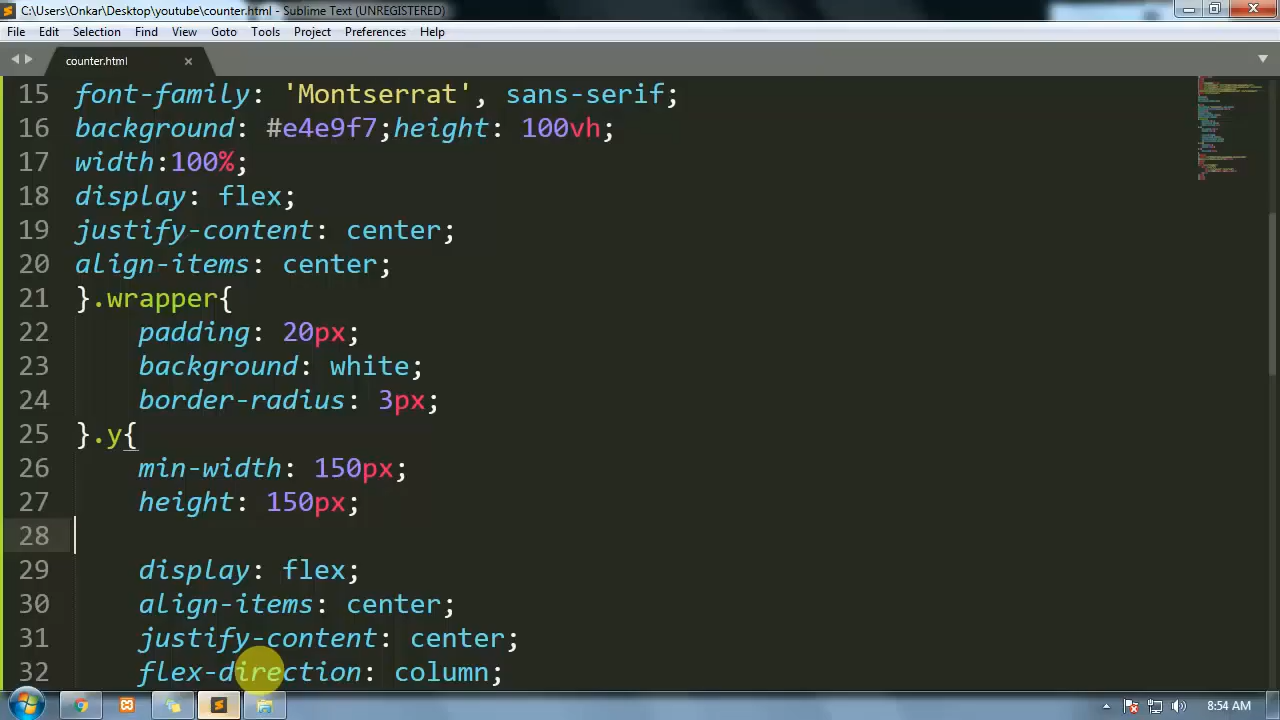 C:\Users\Onkar\Desktop\youtube\counter.html - Sublime Text (UNREGISTERED)
File Edit Selection Find View Goto Tools Project Preferences Help
counter.html
15 font-family: 'Montserrat', sans-serif;
16 background: #e4e9f7;height: 100vh;
17 width:100%;
18 display: flex;
19 justify-content: center;
20 align-items: center;
21 }.wrapper{
22 padding: 20px;
23 background: white;
24 border-radius: 3px;
25 }.y{
26 min-width: 150px;
27 height: 150px;
28
29 display: flex;
30 align-items: center;
31 justify-content: center;
32 flex-direction: column;
8:54 AM